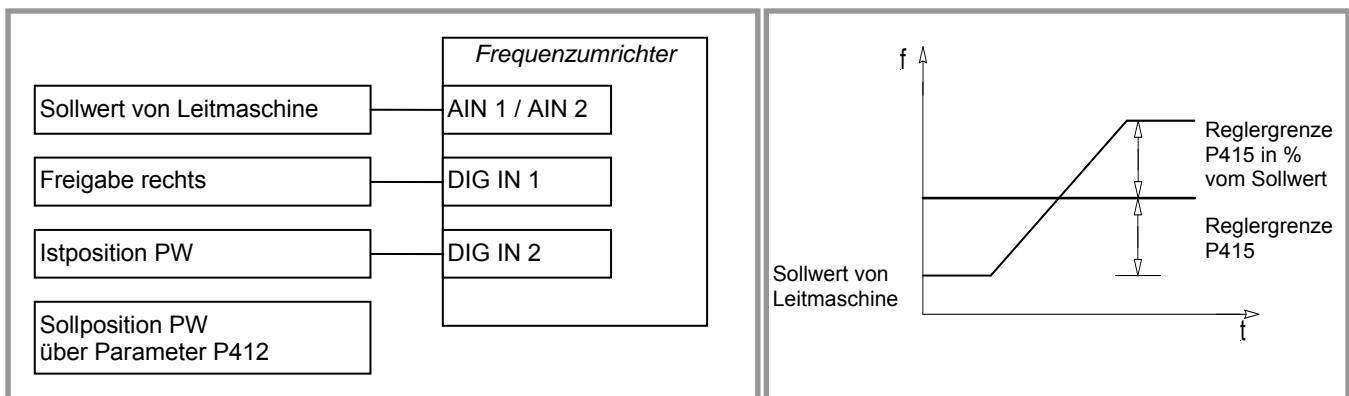 Frequenzumrichter
Sollwert von Leitmaschine
AIN 1 / AIN 2
Freigabe rechts
DIG IN 1
Istposition PW
DIG IN 2
Sollposition PW
über Parameter P412
f
Reglergrenze
P415 in %
vom Sollwert
Reglergrenze
P415
Sollwert von
Leitmaschine
t